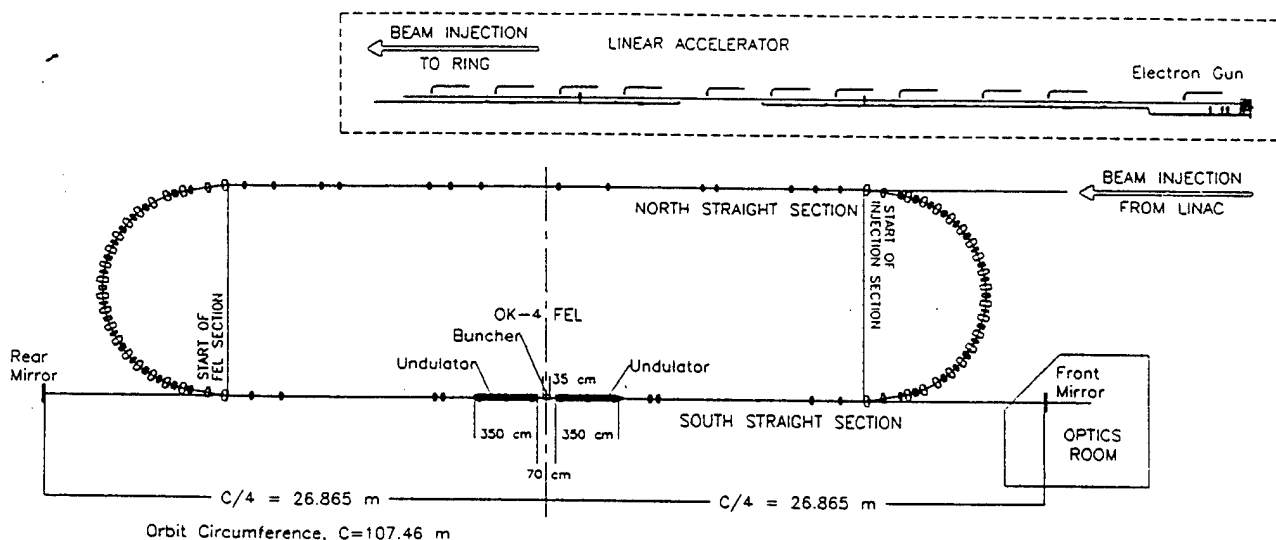 BEAM INJECTION
TO RING
LINEAR ACCELERATOR
Electron Gun
BEAM INJECTION
FROM LINAC
NORTH STRAIGHT SECTION
START OF
INJECTION SECTION
START OF
FEL SECTION
OK-4 FEL
Buncher
Undulator
35 cm
Undulator
Rear
Mirror
Front
Mirror
SOUTH STRAIGHT SECTION
OPTICS
ROOM
350 cm
350 cm
70 cm
C/4 = 26.865 m
C/4 = 26.865 m
Orbit Circumference, C=107.46 m